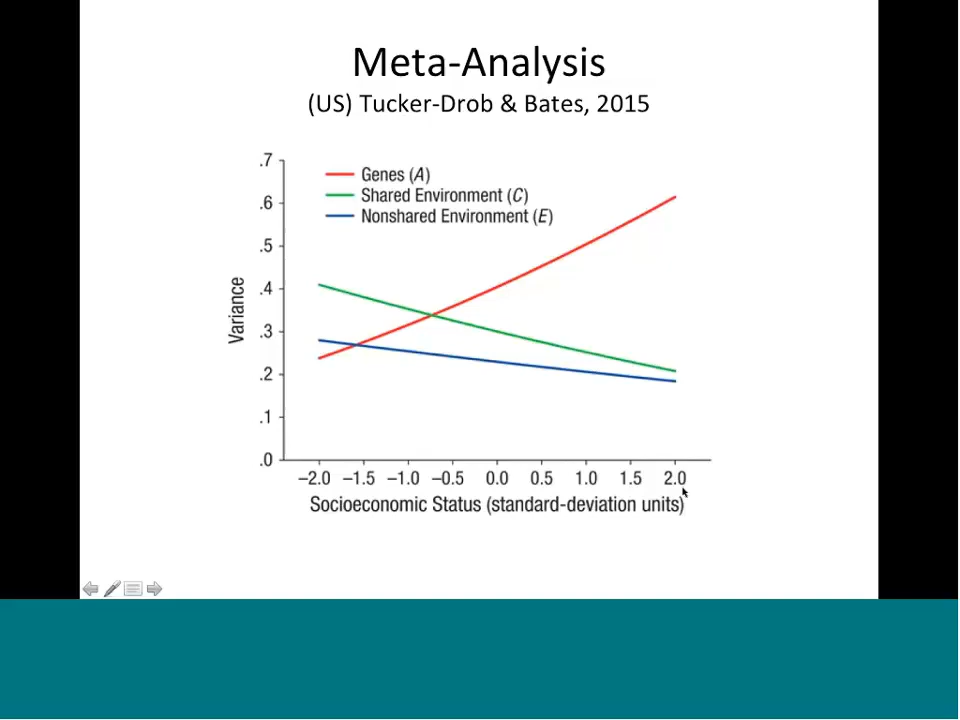 Meta-Analysis
(US) Tucker-Drob & Bates, 2015
Genes (A)
Shared Environment (C)
Nonshared Environment (E)
Variance
.7
.6
.5
.4
.3
.2
.1
.0
–2.0 –1.5 –1.0 –0.5 0.0 0.5 1.0 1.5 2.0
Socioeconomic Status (standard-deviation units)